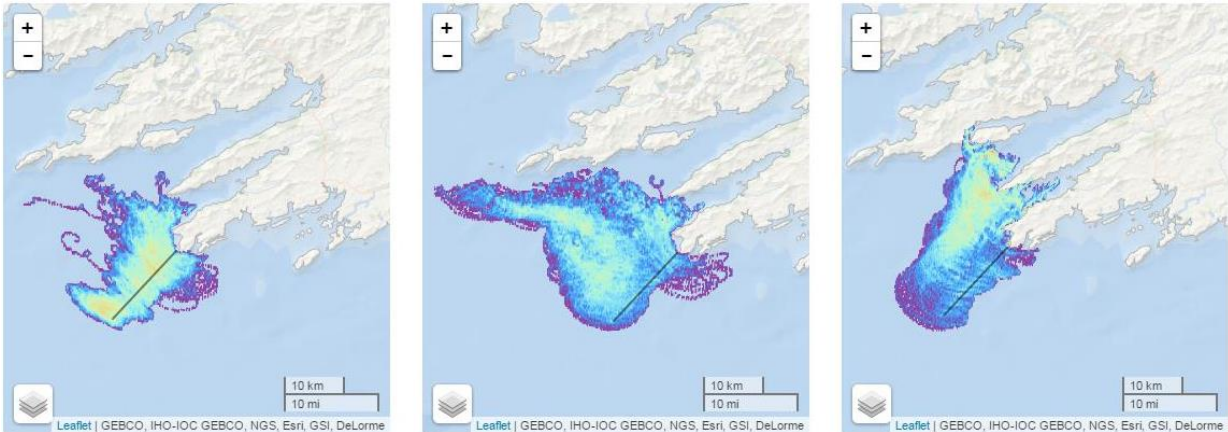 +
−
10 km
10 mi
Leaflet | GEBCO, IHO-IOC GEBCO, NGS, Esri, GSI, DeLorme
+
−
10 km
10 mi
Leaflet | GEBCO, IHO-IOC GEBCO, NGS, Esri, GSI, DeLorme
+
−
10 km
10 mi
Leaflet | GEBCO, IHO-IOC GEBCO, NGS, Esri, GSI, DeLorme